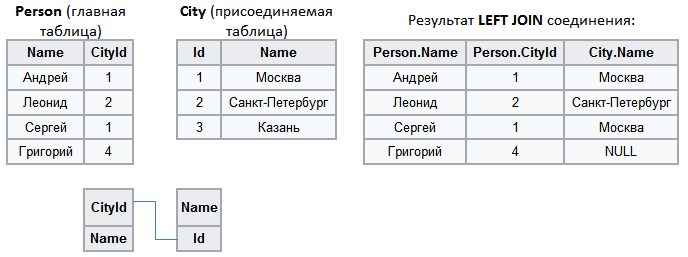 Person (главная таблица)
Name CityId
Андрей 1
Леонид 2
Сергей 1
Григорий 4
City (присоединяемая таблица)
Id Name
1 Москва
2 Санкт-Петербург
3 Казань
Результат LEFT JOIN соединения:
Person.Name Person.CityId City.Name
Андрей 1 Москва
Леонид 2 Санкт-Петербург
Сергей 1 Москва
Григорий 4 NULL
CityId Name
Name Id